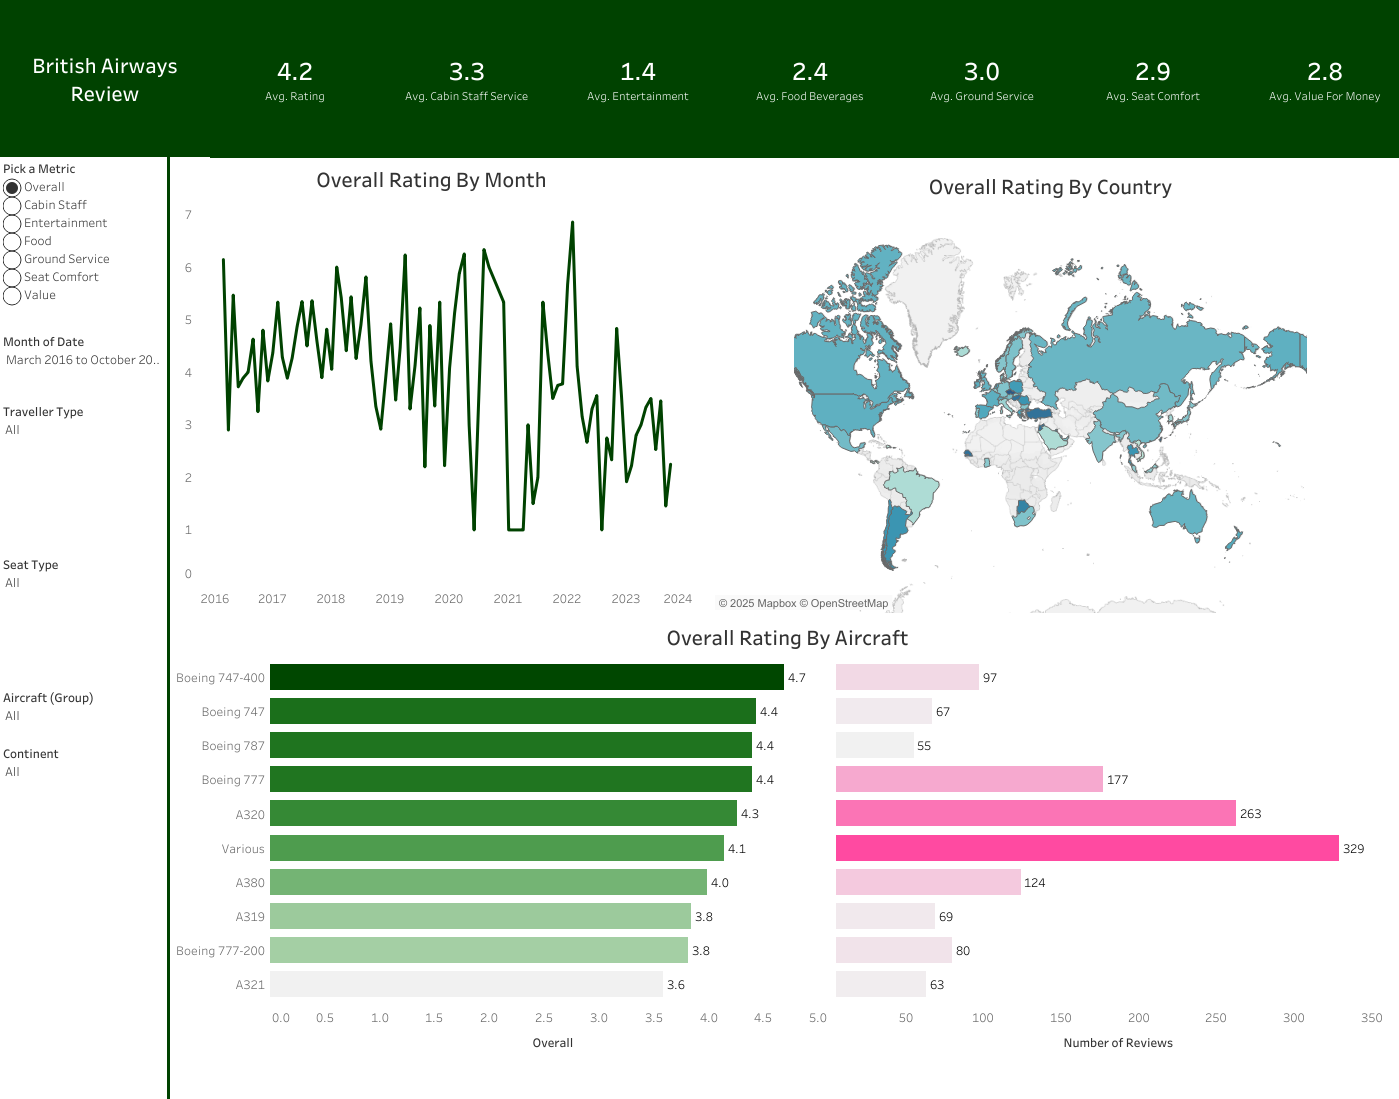 British Airways
Review
4.2
Avg. Rating
3.3
Avg. Cabin Staff Service
1.4
Avg. Entertainment
2.4
Avg. Food Beverages
3.0
Avg. Ground Service
2.9
Avg. Seat Comfort
2.8
Avg. Value For Money
Pick a Metric
Overall
Cabin Staff
Entertainment
Food
Ground Service
Seat Comfort
Value
Month of Date
March 2016 to October 20..
Traveller Type
All
Seat Type
All
Aircraft (Group)
All
Continent
All
Overall Rating By Month
7
6
5
4
3
2
1
0
2016 2017 2018 2019 2020 2021 2022 2023 2024
Overall Rating By Country
© 2025 Mapbox © OpenStreetMap
Overall Rating By Aircraft
Boeing 747-400 4.7 97
Boeing 747 4.4 67
Boeing 787 4.4 55
Boeing 777 4.4 177
A320 4.3 263
Various 4.1 329
A380 4.0 124
A319 3.8 69
Boeing 777-200 3.8 80
A321 3.6 63
0.0 0.5 1.0 1.5 2.0 2.5 3.0 3.5 4.0 4.5 5.0
50 100 150 200 250 300 350
Overall
Number of Reviews